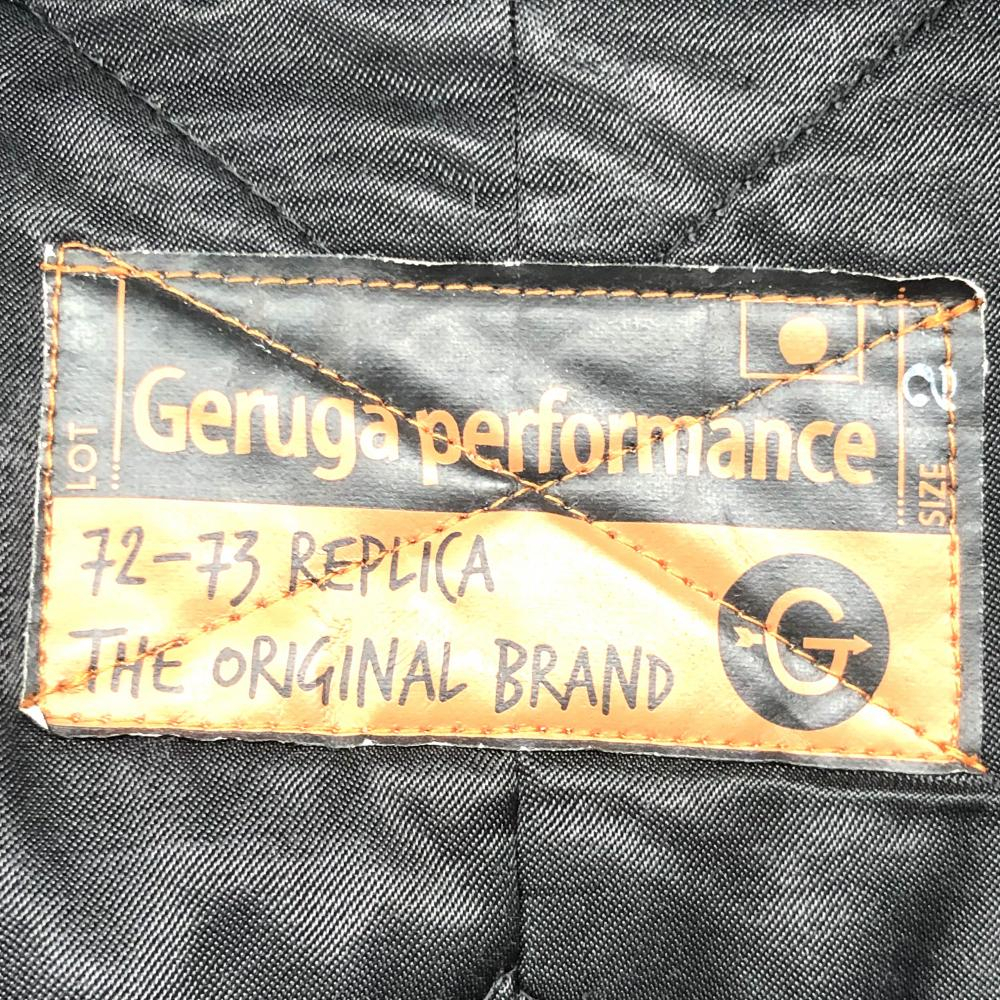 LOT
Geruga performance
SIZE 2
72-73 REPLICA
THE ORIGINAL BRAND
G